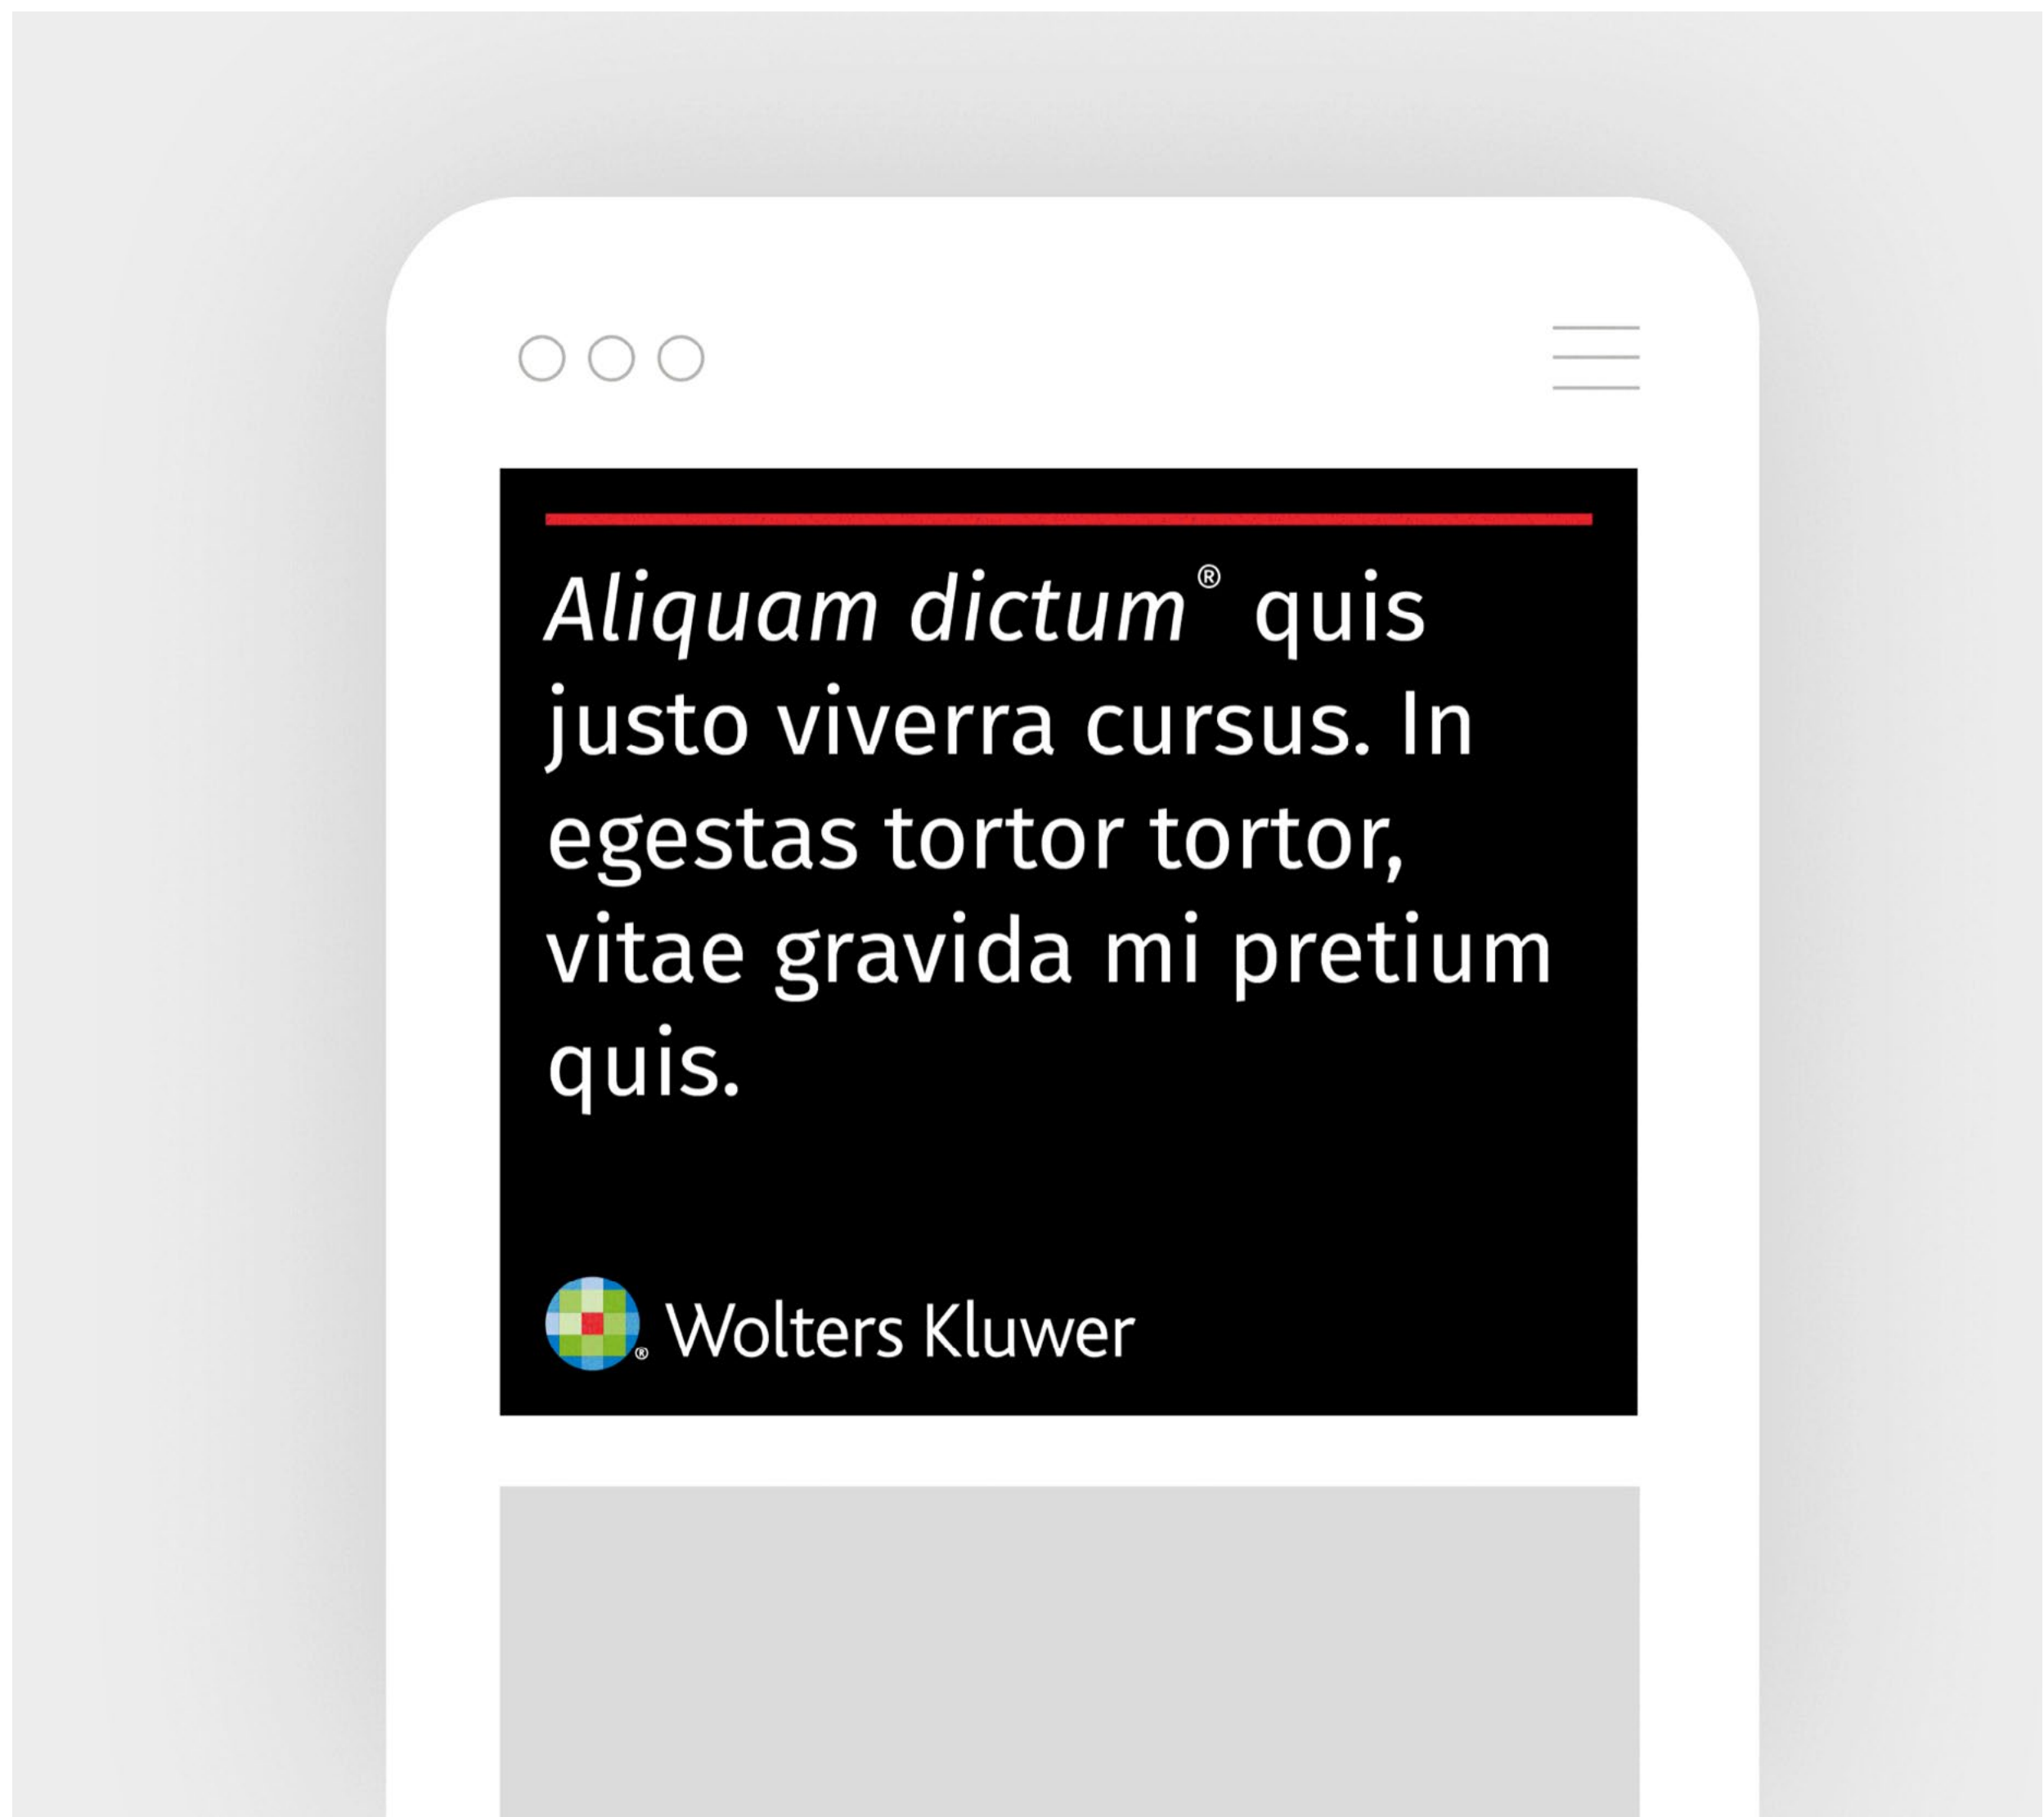 Aliquam dictum® quis
justo viverra cursus. In
egestas tortor tortor,
vitae gravida mi pretium
quis.
® Wolters Kluwer